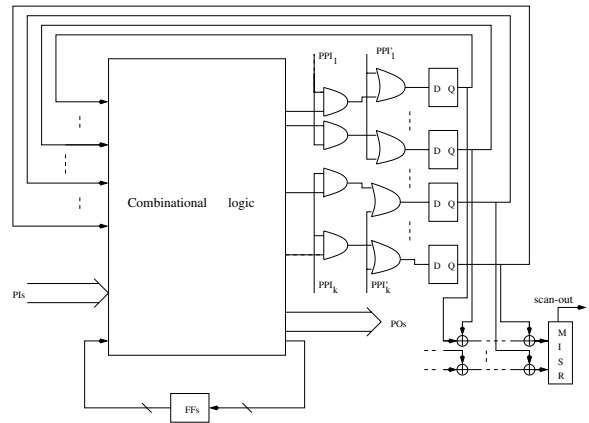 PPI1
PPI'1
D Q
D Q
D Q
D Q
Combinational logic
PPIk
PPI'k
PIs
POs
scan-out
M
I
S
R
FFs